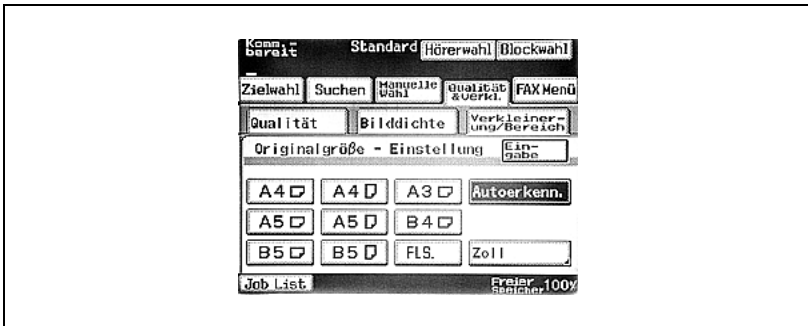 Komm.-
bereit
Standard Hörerwahl Blockwahl
Zielwahl Suchen Manuelle
Wahl Qualität
&Verkl. FAX Menü
Qualität Bilddichte Verkleiner-
ung/Bereich
Originalgröße - Einstellung Ein-
gabe
A4 A4 A3 Autoerkenn.
A5 A5 B4
B5 B5 FLS. Zoll
Job List Freier
Speicher 100%